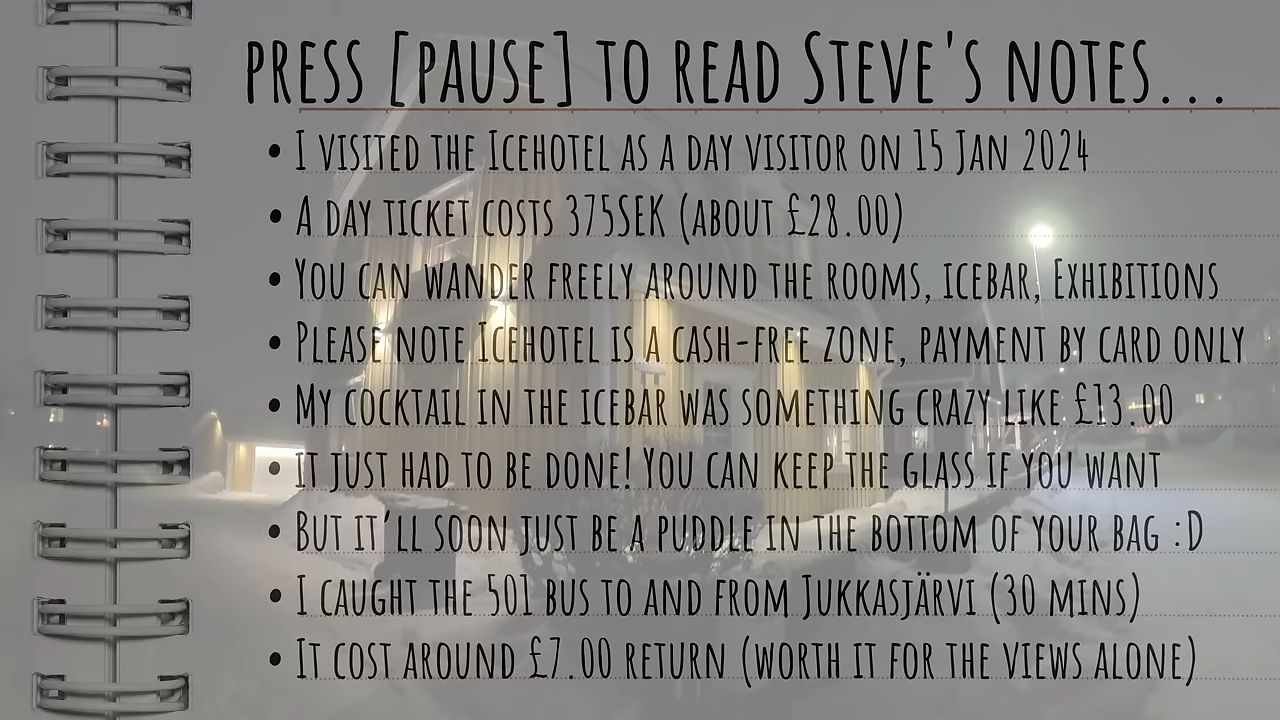 press [pause] to read Steve's notes...
• I visited the Icehotel as a day visitor on 15 Jan 2024
• A day ticket costs 375SEK (about £28.00)
• You can wander freely around the rooms, icebar, Exhibitions
• Please note Icehotel is a cash-free zone, payment by card only
• My cocktail in the icebar was something crazy like £13.00
• it just had to be done! You can keep the glass if you want
• But it’ll soon just be a puddle in the bottom of your bag :D
• I caught the 501 bus to and from Jukkasjärvi (30 mins)
• It cost around £7.00 return (worth it for the views alone)